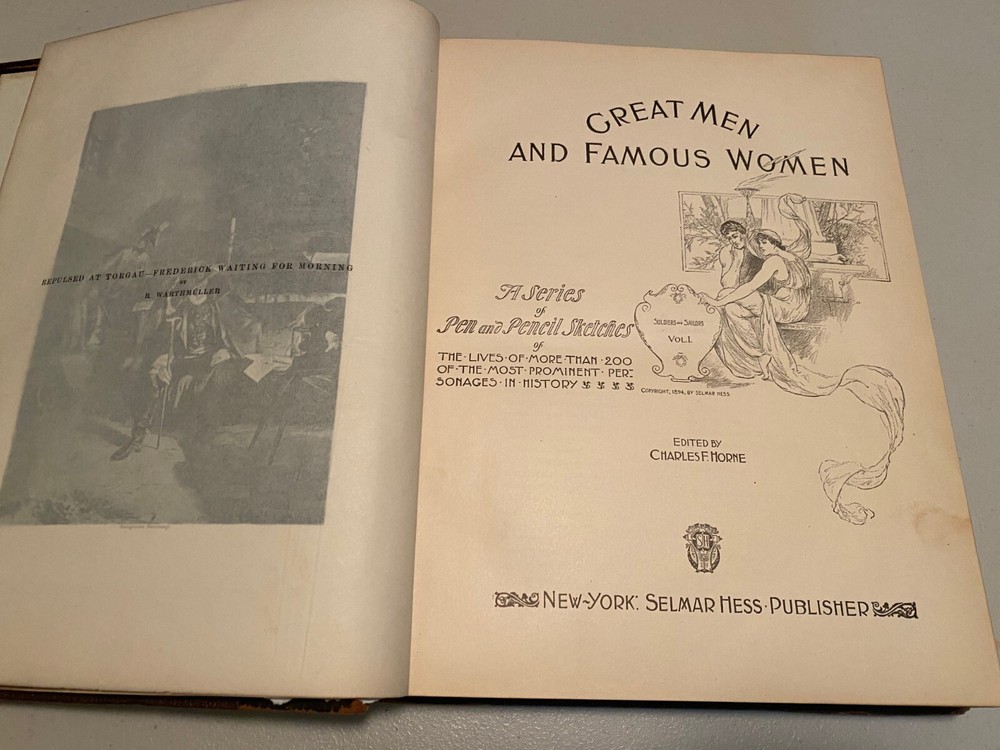 REPULSED AT TORGAU—FREDERICK WAITING FOR MORNING
BY
R. WARTHMÜLLER
GREAT MEN
AND FAMOUS WOMEN
A Series
of
Pen and Pencil Sketches
of
THE·LIVES·OF·MORE·THAN·200
OF·THE·MOST·PROMINENT·PER-
SONAGES·IN·HISTORY
SOLDIERS AND SAILORS
VOL.I.
COPYRIGHT, 1894, BY SELMAR HESS
EDITED BY
CHARLES F. HORNE
SH
NEW-YORK: SELMAR HESS·PUBLISHER